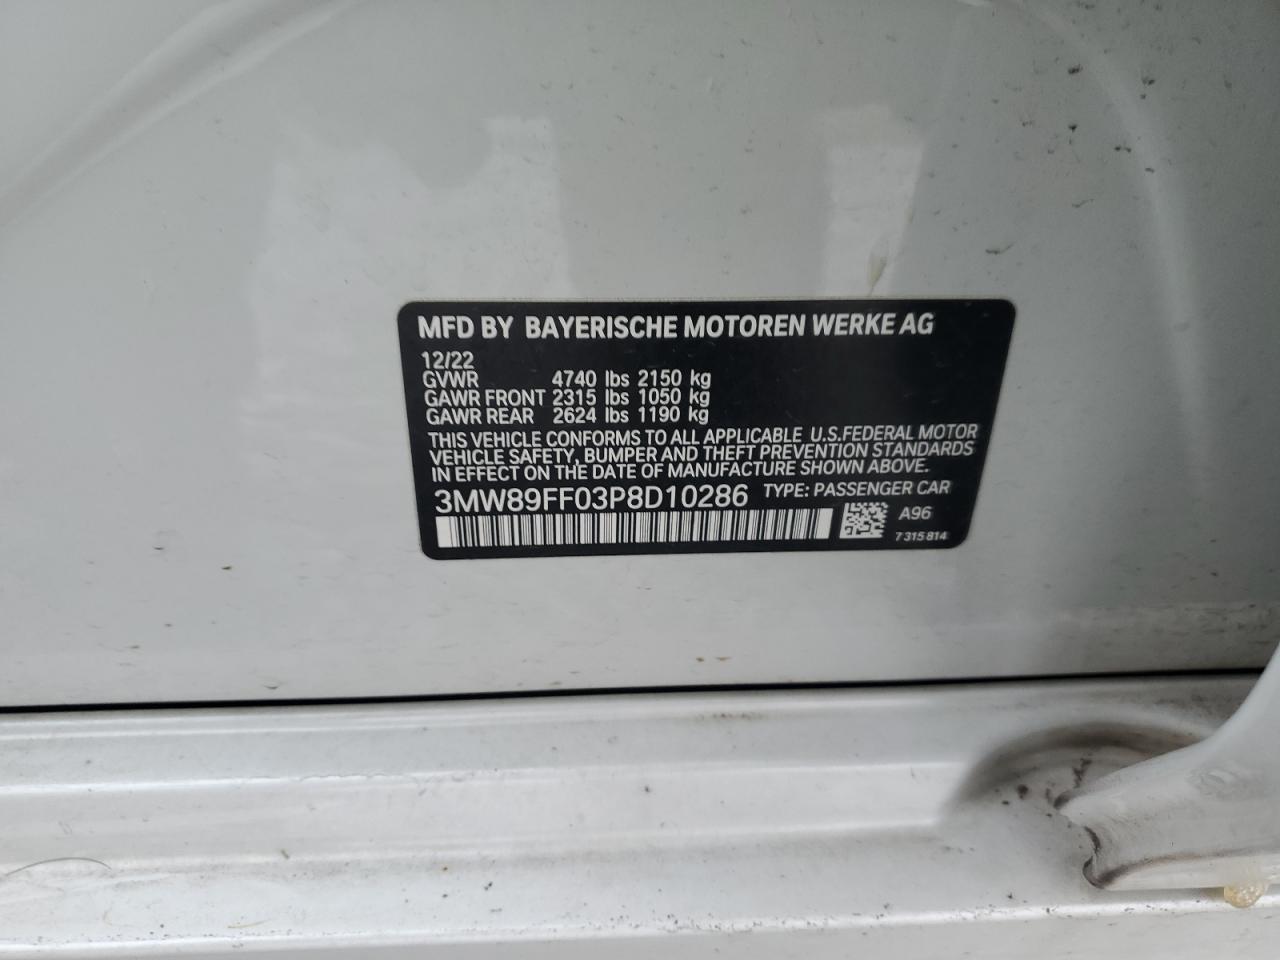 MFD BY BAYERISCHE MOTOREN WERKE AG
12/22
GVWR 4740 lbs 2150 kg
GAWR FRONT 2315 lbs 1050 kg
GAWR REAR 2624 lbs 1190 kg
THIS VEHICLE CONFORMS TO ALL APPLICABLE U.S.FEDERAL MOTOR
VEHICLE SAFETY, BUMPER AND THEFT PREVENTION STANDARDS
IN EFFECT ON THE DATE OF MANUFACTURE SHOWN ABOVE.
3MW89FF03P8D10286 TYPE: PASSENGER CAR
A96
7 315 814